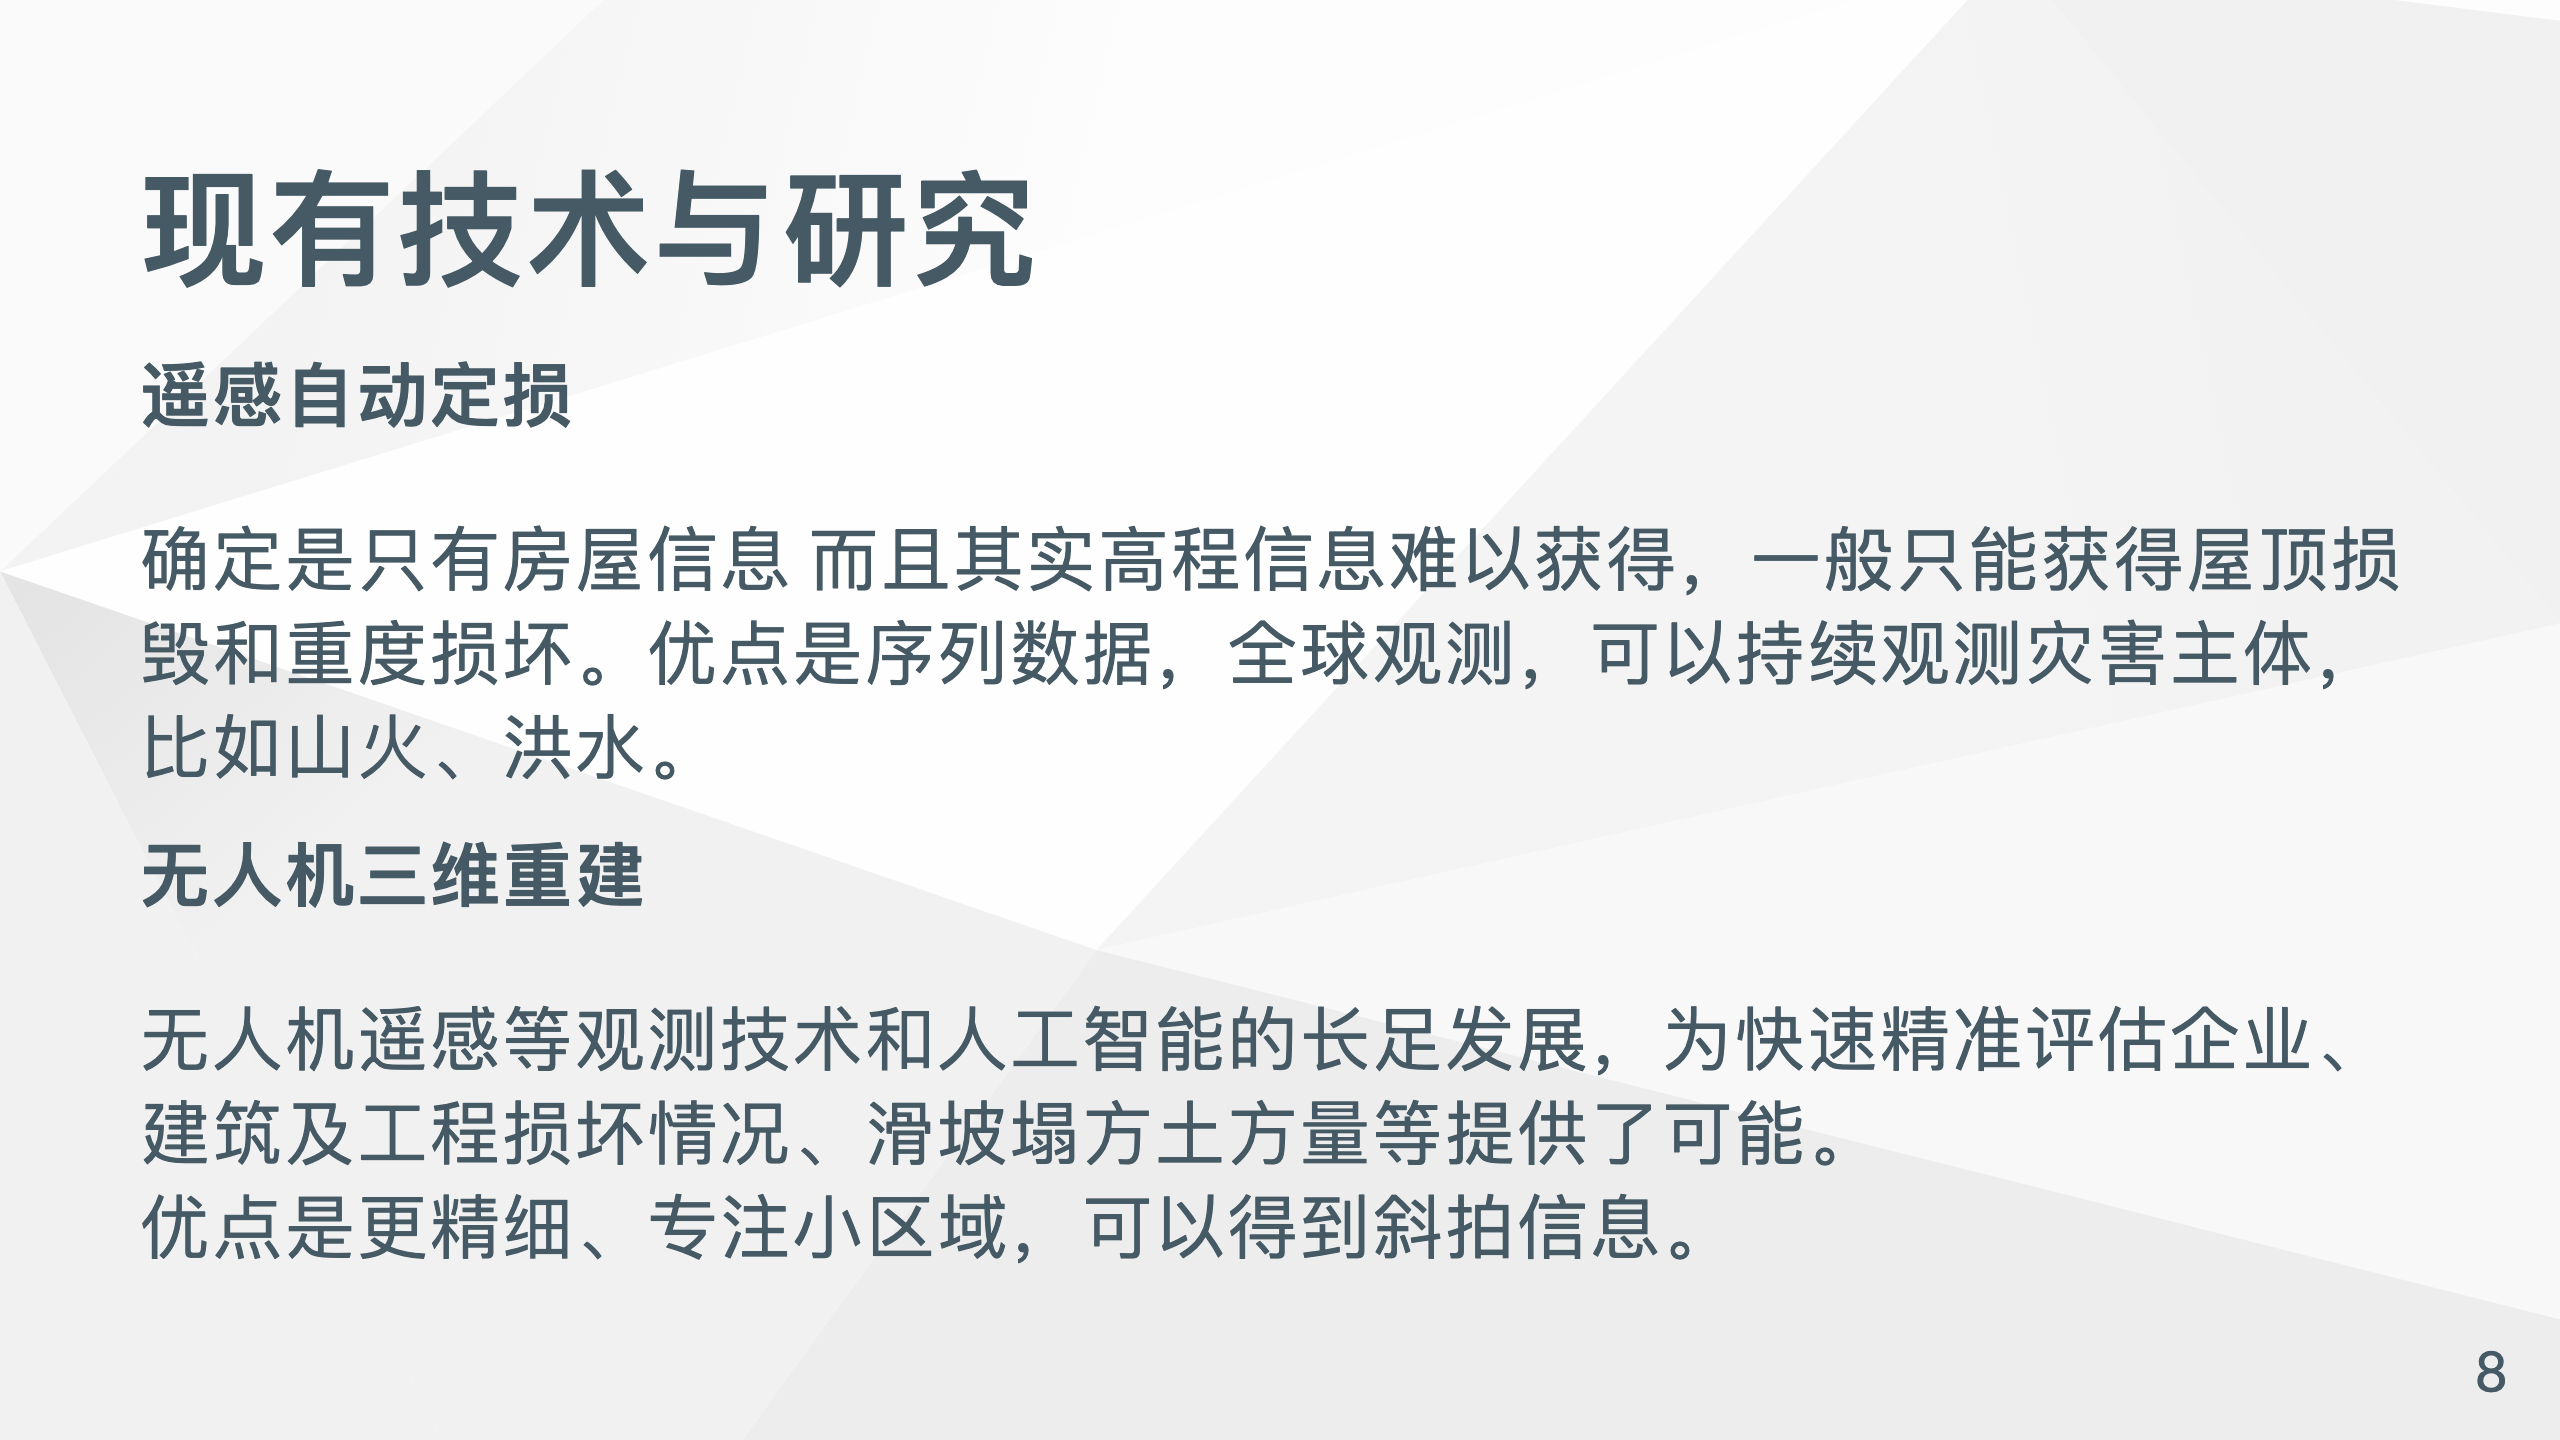 现有技术与研究
遥感自动定损
确定是只有房屋信息 而且其实高程信息难以获得，一般只能获得屋顶损
毁和重度损坏。优点是序列数据，全球观测，可以持续观测灾害主体，
比如山火、洪水。
无人机三维重建
无人机遥感等观测技术和人工智能的长足发展，为快速精准评估企业、
建筑及工程损坏情况、滑坡塌方土方量等提供了可能。
优点是更精细、专注小区域，可以得到斜拍信息。
8